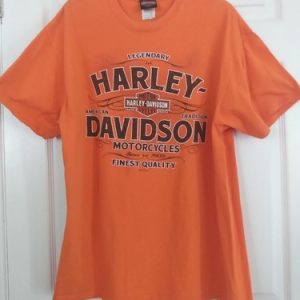 LEGENDARY
HARLEY-
HARLEY-DAVIDSON
AMERICAN TRADITION
DAVIDSON
MOTORCYCLES
FINEST QUALITY